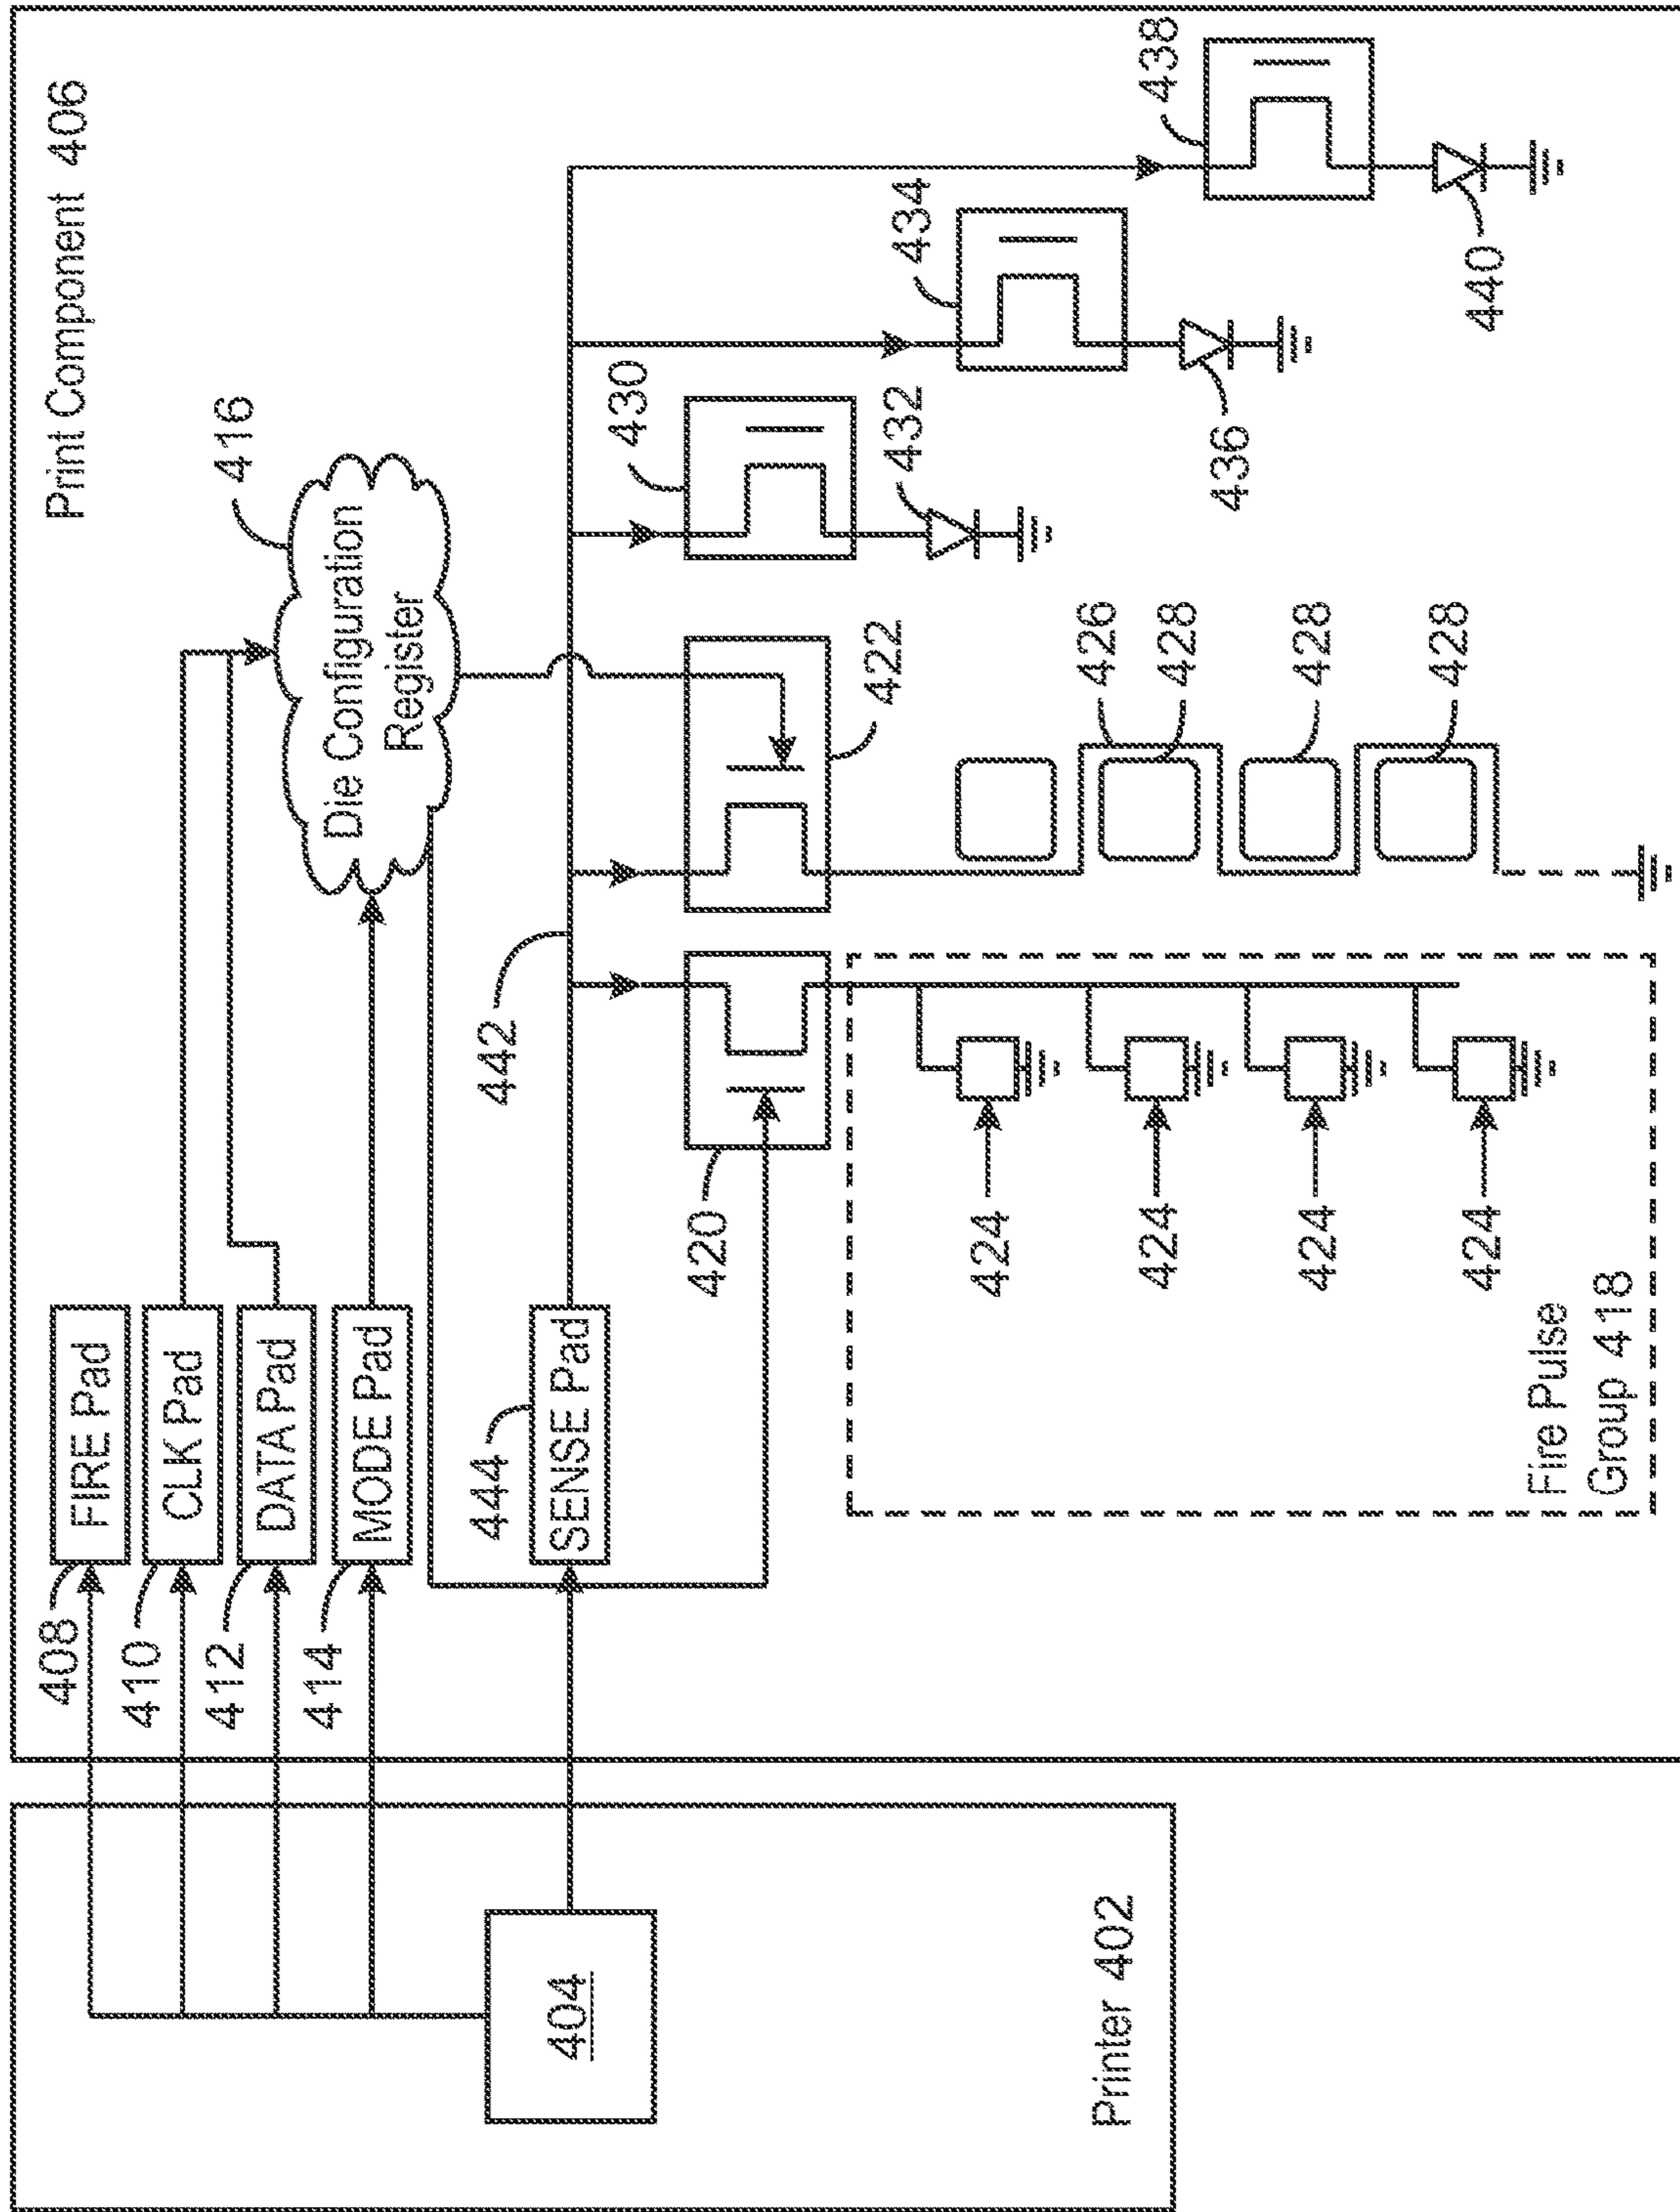 Print Component 406
408
FIRE Pad
410
CLK Pad
412
DATA Pad
414
MODE Pad
416
Die Configuration
Register
404
444
SENSE Pad
442
420
422
430
432
434
436
438
440
424
424
424
424
426
428
428
428
Fire Pulse
Group 418
Printer 402